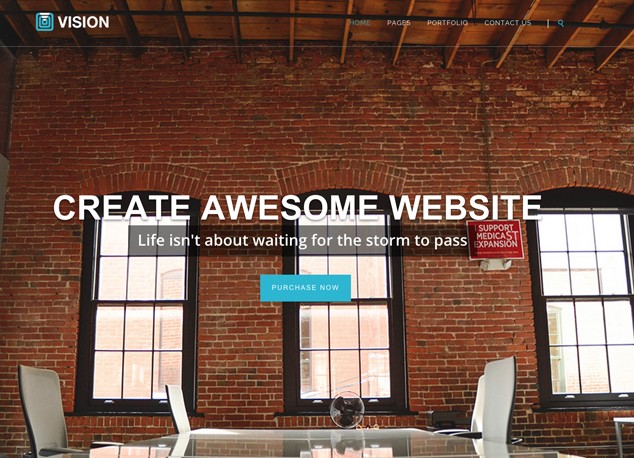 VISION
HOME PAGES PORTFOLIO CONTACT US
CREATE AWESOME WEBSITE
Life isn't about waiting for the storm to pass
I SUPPORT
MEDICAST
EXPANSION
PURCHASE NOW